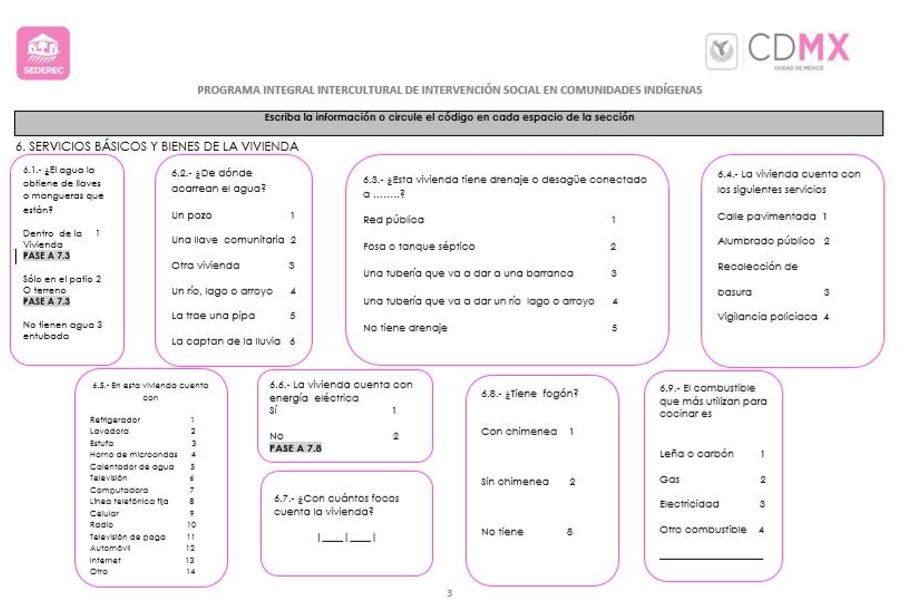 SEDEREC
CDMX
CIUDAD DE MÉXICO
PROGRAMA INTEGRAL INTERCULTURAL DE INTERVENCIÓN SOCIAL EN COMUNIDADES INDÍGENAS
Escriba la información o circule el código en cada espacio de la sección
6. SERVICIOS BÁSICOS Y BIENES DE LA VIVIENDA
6.1.- ¿El agua la
obtiene de llaves
o mangueras que
están?
Dentro de la 1
Vivienda
PASE A 7.3
Sólo en el patio 2
O terreno
PASE A 7.3
No tienen agua 3
entubada
6.2.- ¿De dónde
acarrean el agua?
Un pozo 1
Una llave comunitaria 2
Otra vivienda 3
Un río, lago o arroyo 4
La trae una pipa 5
La captan de la lluvia 6
6.3.- ¿Esta vivienda tiene drenaje o desagüe conectado
a ........?
Red pública 1
Fosa o tanque séptico 2
Una tubería que va a dar a una barranca 3
Una tubería que va a dar un río lago o arroyo 4
No tiene drenaje 5
6.4.- La vivienda cuenta con
los siguientes servicios
Calle pavimentada 1
Alumbrado público 2
Recolección de
basura 3
Vigilancia policiaca 4
6.5.- En esta vivienda cuenta
con
Refrigerador 1
Lavadora 2
Estufa 3
Horno de microondas 4
Calentador de agua 5
Televisión 6
Computadora 7
Línea telefónica fija 8
Celular 9
Radio 10
Televisión de paga 11
Automóvil 12
Internet 13
Otro 14
6.6.- La vivienda cuenta con
energía eléctrica
Sí 1
No 2
PASE A 7.8
6.7.- ¿Con cuántos focos
cuenta la vivienda?
|___|___|
6.8.- ¿Tiene fogón?
Con chimenea 1
Sin chimenea 2
No tiene 8
6.9.- El combustible
que más utilizan para
cocinar es
Leña o carbón 1
Gas 2
Electricidad 3
Otro combustible 4
3